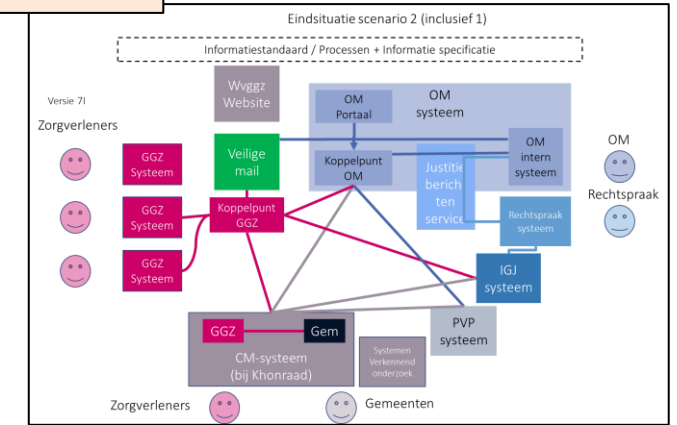 Eindsituatie scenario 2 (inclusief 1)
Informatiestandaard / Processen + Informatie specificatie
Versie 7I
Wvggz
Website
OM
Portaal
OM
systeem
Zorgverleners
GGZ
Systeem
Veilige
mail
Koppelpunt
OM
Justitie
berich
ten
service
OM
intern
systeem
OM
Rechtspraak
GGZ
Systeem
Koppelpunt
GGZ
Rechtspraak
systeem
GGZ
Systeem
IGJ
systeem
GGZ
Gem
CM-systeem
(bij Khonraad)
Systemen
Verkennend
onderzoek
PVP
systeem
Zorgverleners
Gemeenten